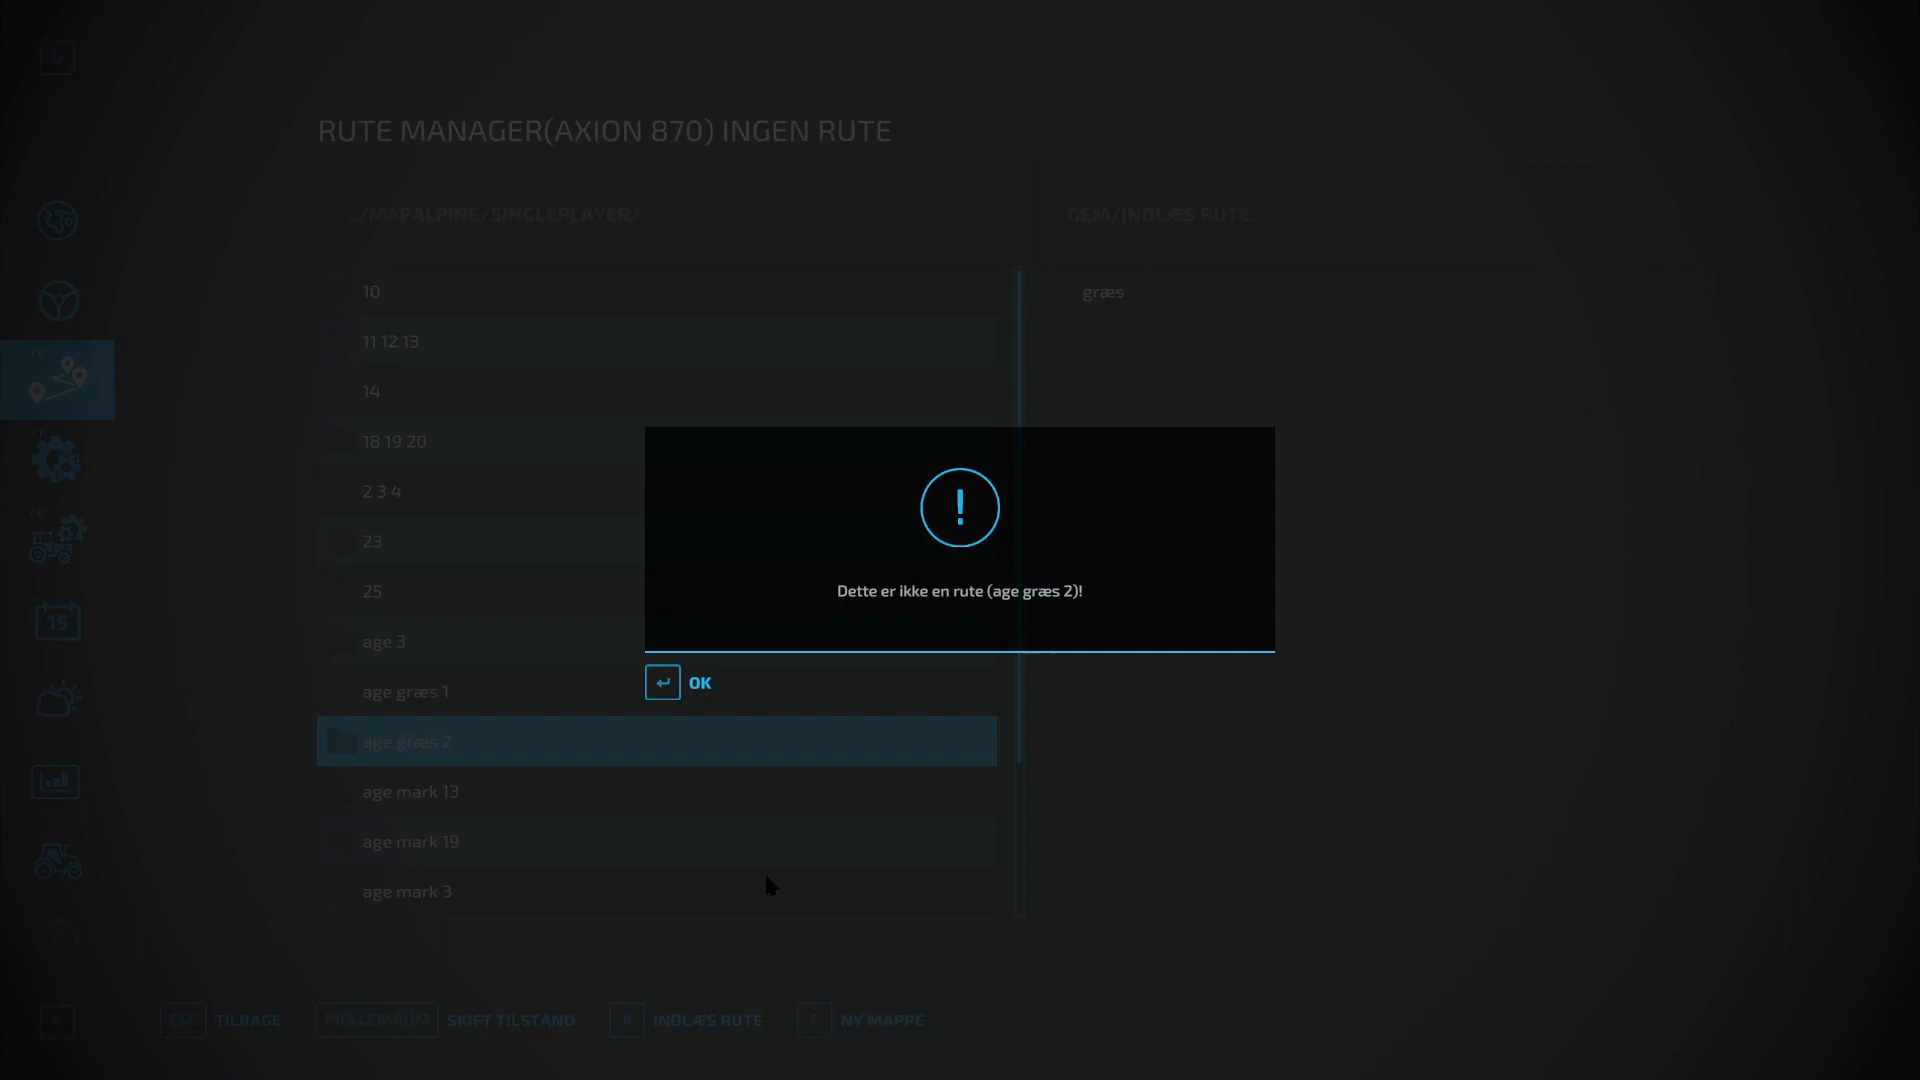 RUTE MANAGER(AXION 870) INGEN RUTE
../MAPALPINE/SINGLEPLAYER/
GEM/INDLÆS RUTE.
10
græs
11 12 13
14
18 19 20
2 3 4
23
25
age 3
age græs 1
age græs 2
age mark 13
age mark 19
age mark 3
Dette er ikke en rute (age græs 2)!
OK
CP
CP
CP
15
ESC TILBAGE
MELLEMRUM SKIFT TILSTAND
X INDLÆS RUTE
C NY MAPPE